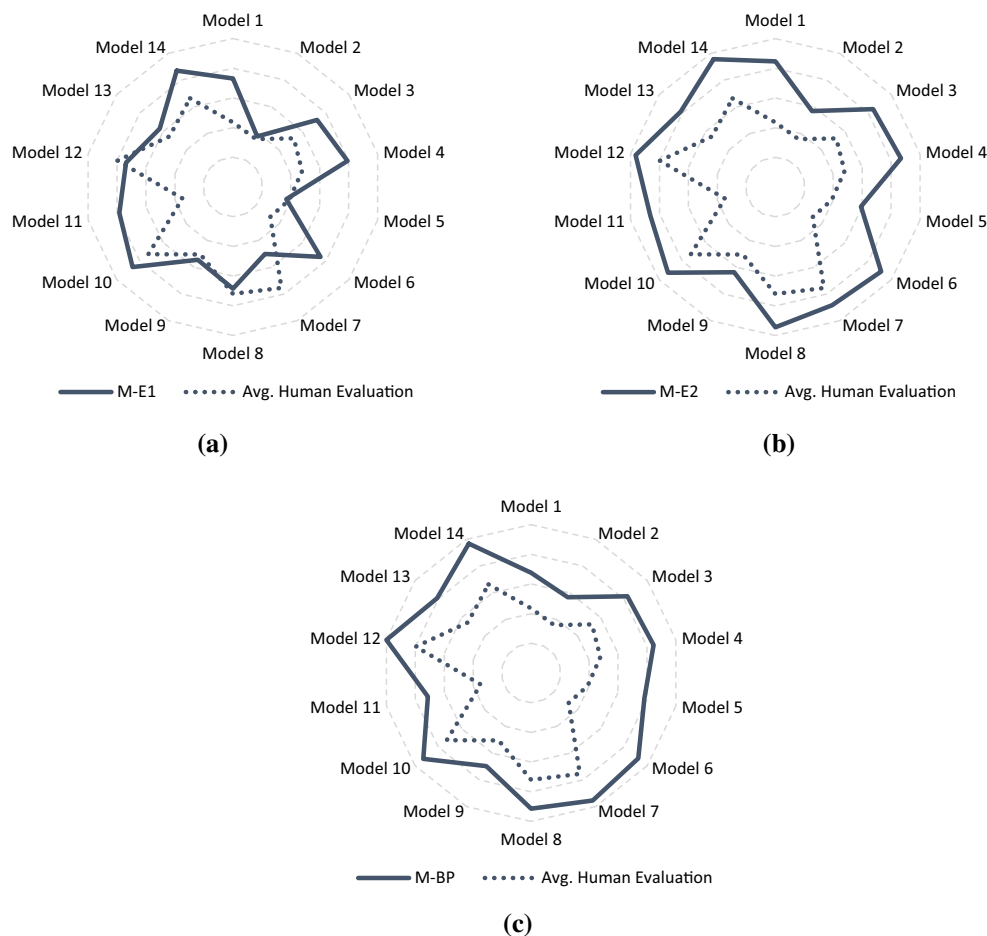 Model 1
Model 2
Model 3
Model 4
Model 5
Model 6
Model 7
Model 8
Model 9
Model 10
Model 11
Model 12
Model 13
Model 14
M-E1 Avg. Human Evaluation
(a)
Model 1
Model 2
Model 3
Model 4
Model 5
Model 6
Model 7
Model 8
Model 9
Model 10
Model 11
Model 12
Model 13
Model 14
M-E2 Avg. Human Evaluation
(b)
Model 1
Model 2
Model 3
Model 4
Model 5
Model 6
Model 7
Model 8
Model 9
Model 10
Model 11
Model 12
Model 13
Model 14
M-BP Avg. Human Evaluation
(c)